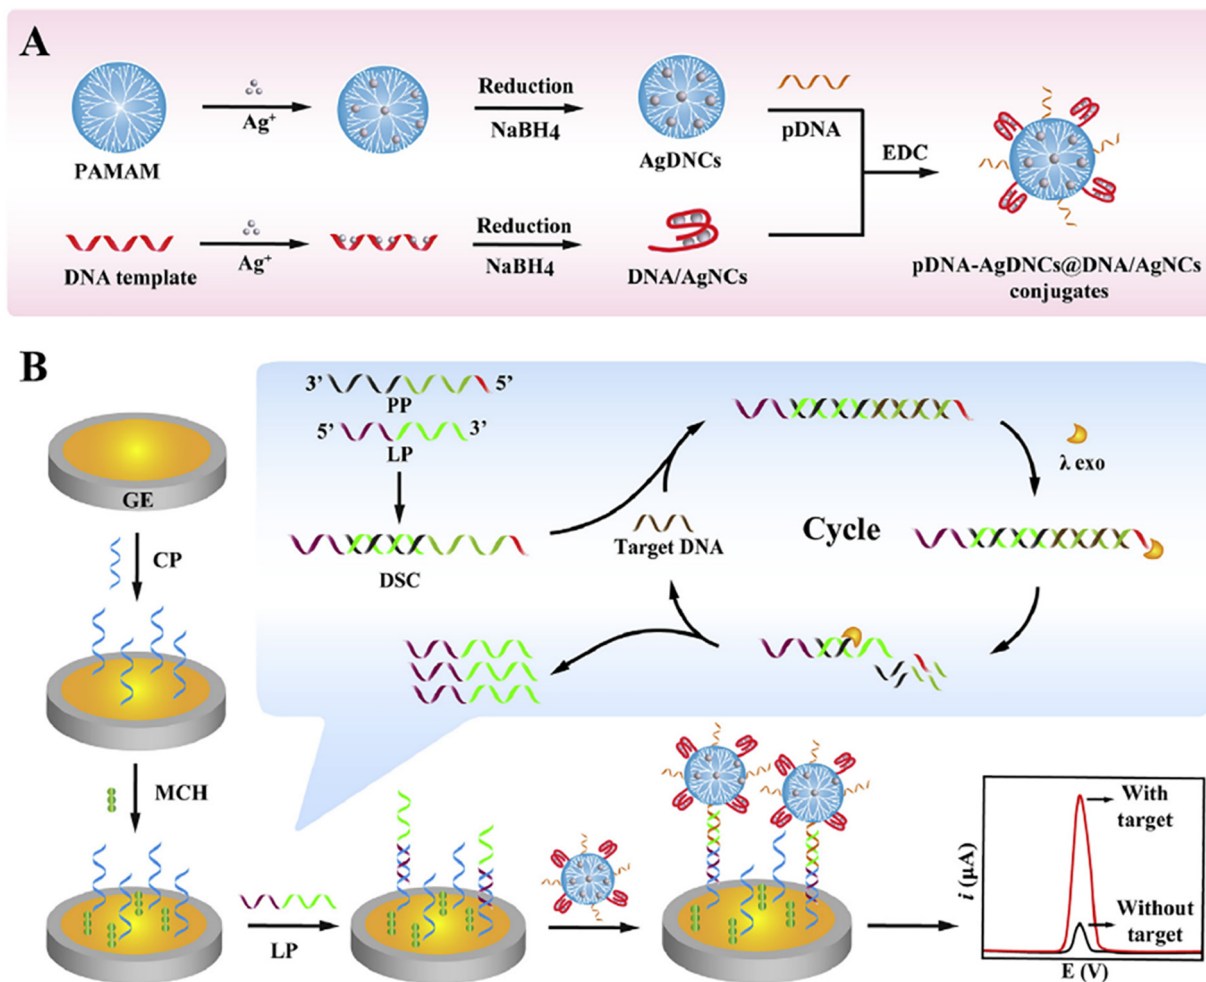 A
PAMAM
Ag⁺
Reduction
NaBH4
AgDNCs
pDNA
EDC
DNA template
Ag⁺
Reduction
NaBH4
DNA/AgNCs
pDNA-AgDNCs@DNA/AgNCs
conjugates
B
3’ 5’
PP
5’ 3’
LP
DSC
Target DNA
Cycle
λ exo
GE
CP
MCH
LP
With
target
Without
target
i (μA)
E (V)